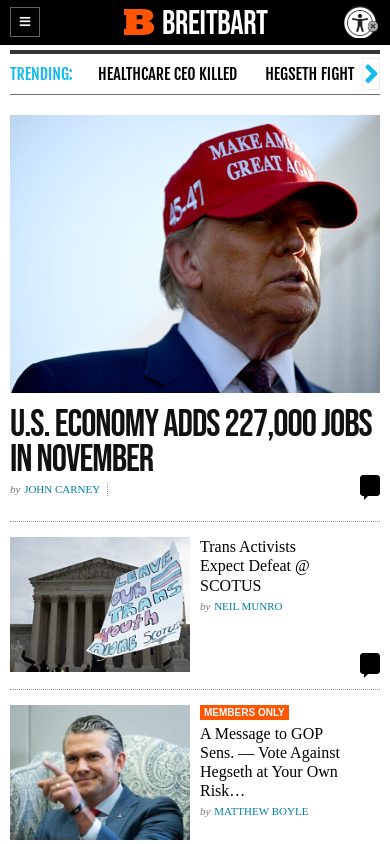 BREITBART
TRENDING:
HEALTHCARE CEO KILLED
HEGSETH FIGHT
MAKE AMERICA
GREAT AGAIN
45-47
U.S. ECONOMY ADDS 227,000 JOBS
IN NOVEMBER
by JOHN CARNEY
LEAVE
OUR
TRANS
YOUTH
ALONE SCOTUS
Trans Activists
Expect Defeat @
SCOTUS
by NEIL MUNRO
MEMBERS ONLY
A Message to GOP
Sens. — Vote Against
Hegseth at Your Own
Risk…
by MATTHEW BOYLE